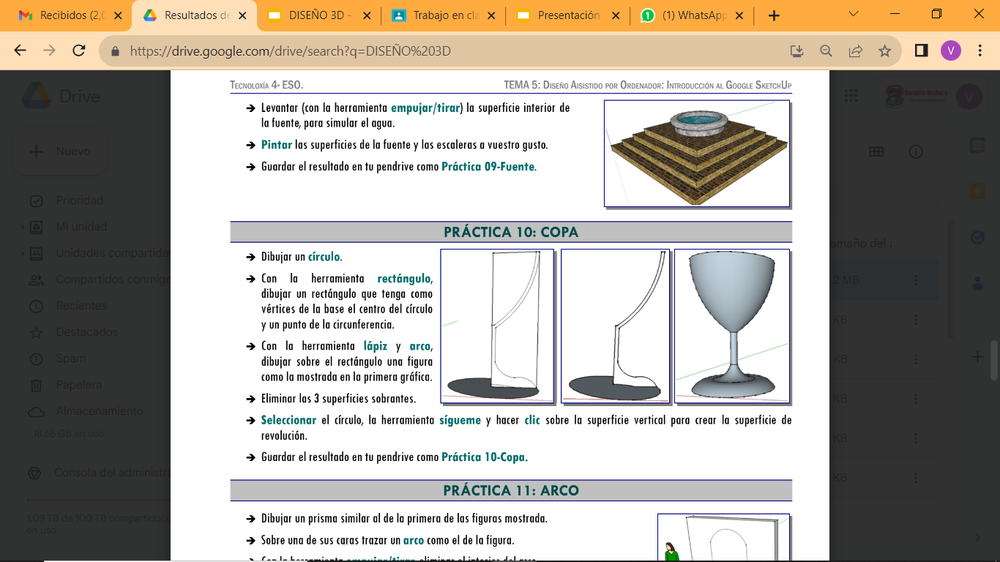 Recibidos (2,0
Resultados de
DISEÑO 3D -
Trabajo en cla
Presentación
(1) WhatsApp
https://drive.google.com/drive/search?q=DISEÑO%203D
V
Drive
Nuevo
Prioridad
Mi unidad
Unidades compartidas
Compartidos conmigo
Recientes
Destacados
Spam
Papelera
Almacenamiento
18.66 GB en uso
Consola del administra
1,09 TB de 100 TB compartido(s)
en uso
V
amaño del a
.2 MB
KB
KB
KB
KB
KB
Tecnoloxía 4º ESO.
TEMA 5: Diseño Aisistido por Ordenador: Introducción al Google SketchUp
➔ Levantar (con la herramienta empujar/tirar) la superficie interior de
la fuente, para simular el agua.
➔ Pintar las superficies de la fuente y las escaleras a vuestro gusto.
➔ Guardar el resultado en tu pendrive como Práctica 09-Fuente.
PRÁCTICA 10: COPA
➔ Dibujar un círculo.
➔ Con la herramienta rectángulo,
dibujar un rectángulo que tenga como
vértices de la base el centro del círculo
y un punto de la circunferencia.
➔ Con la herramienta lápiz y arco,
dibujar sobre el rectángulo una figura
como la mostrada en la primera gráfica.
➔ Eliminar las 3 superficies sobrantes.
➔ Seleccionar el círculo, la herramienta sígueme y hacer clic sobre la superficie vertical para crear la superficie de
revolución.
➔ Guardar el resultado en tu pendrive como Práctica 10-Copa.
PRÁCTICA 11: ARCO
➔ Dibujar un prisma similar al de la primera de las figuras mostrada.
➔ Sobre una de sus caras trazar un arco como el de la figura.
➔ Con la herramienta empujar/tirar, eliminar el interior del arco.